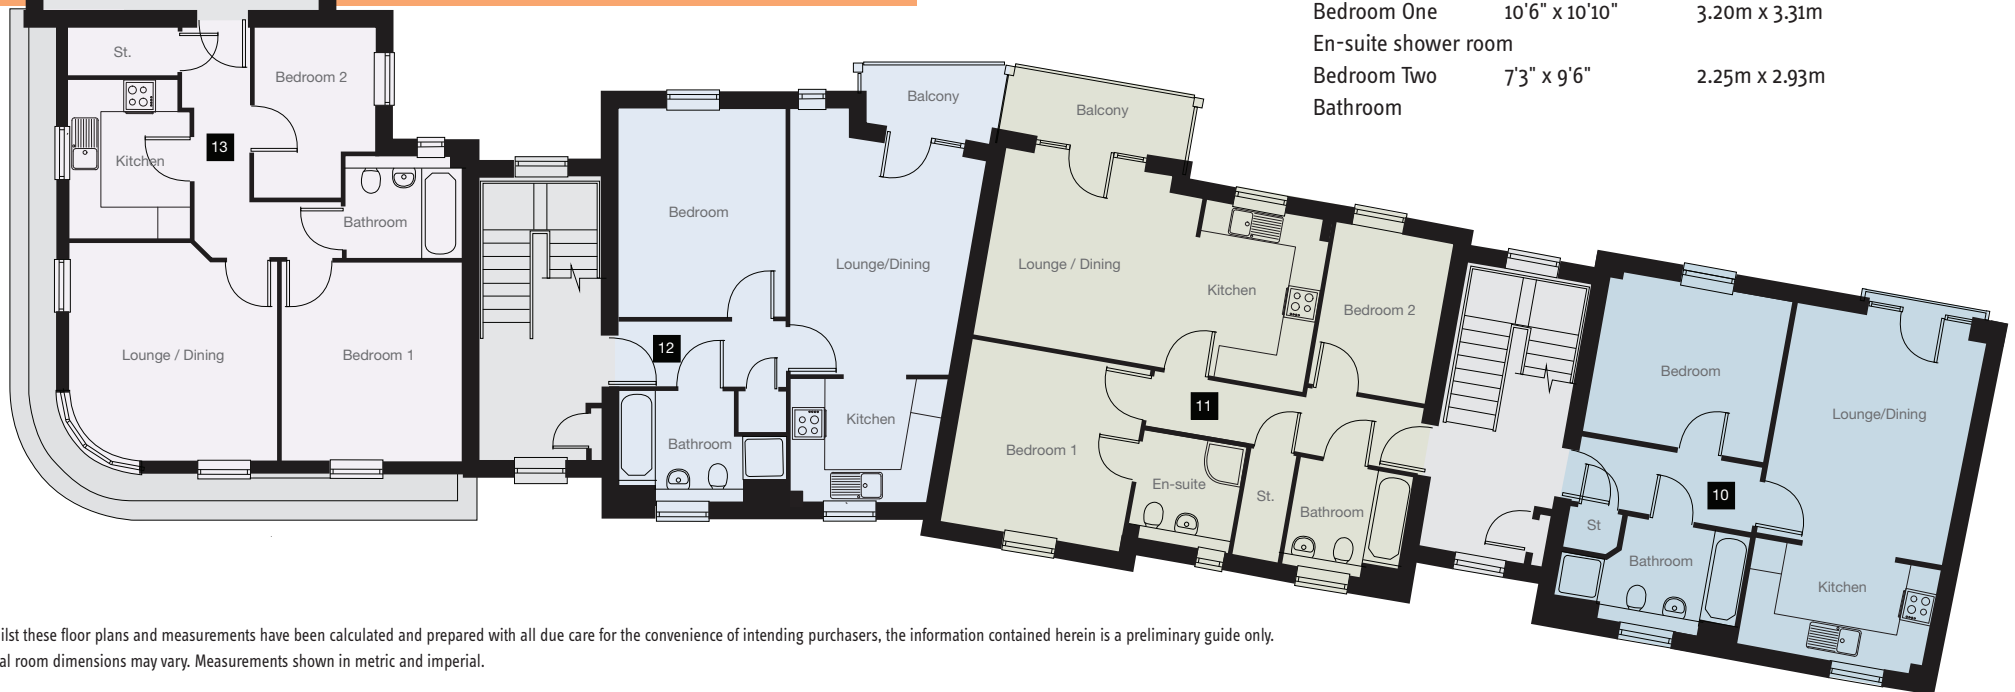 Bedroom One 10'6" x 10'10" 3.20m x 3.31m
En-suite shower room
Bedroom Two 7'3" x 9'6" 2.25m x 2.93m
Bathroom
St.
Bedroom 2
Kitchen
13
Bathroom
Lounge / Dining
Bedroom 1
Balcony
Bedroom
Lounge/Dining
12
Kitchen
Bathroom
Balcony
Lounge / Dining
Kitchen
Bedroom 2
11
Bedroom 1
En-suite
St.
Bathroom
Bedroom
Lounge/Dining
10
St
Bathroom
Kitchen
ilst these floor plans and measurements have been calculated and prepared with all due care for the convenience of intending purchasers, the information contained herein is a preliminary guide only.
al room dimensions may vary. Measurements shown in metric and imperial.